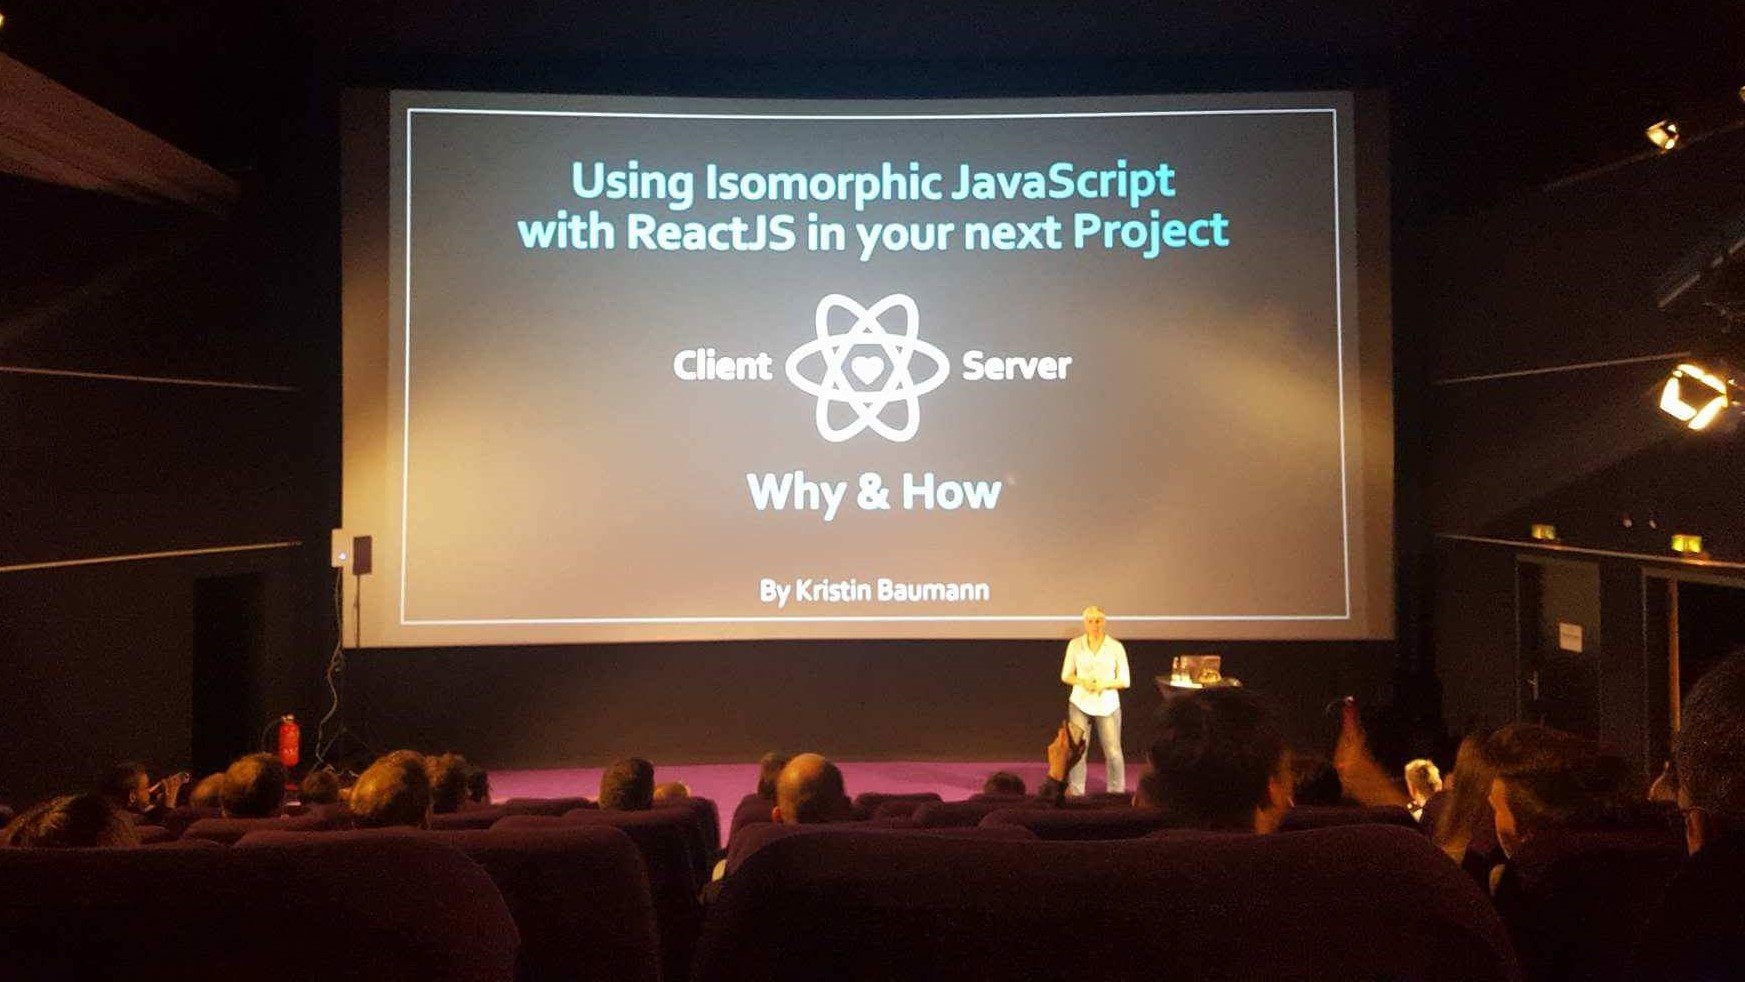 Using Isomorphic JavaScript
with ReactJS in your next Project
Client Server
Why & How
By Kristin Baumann